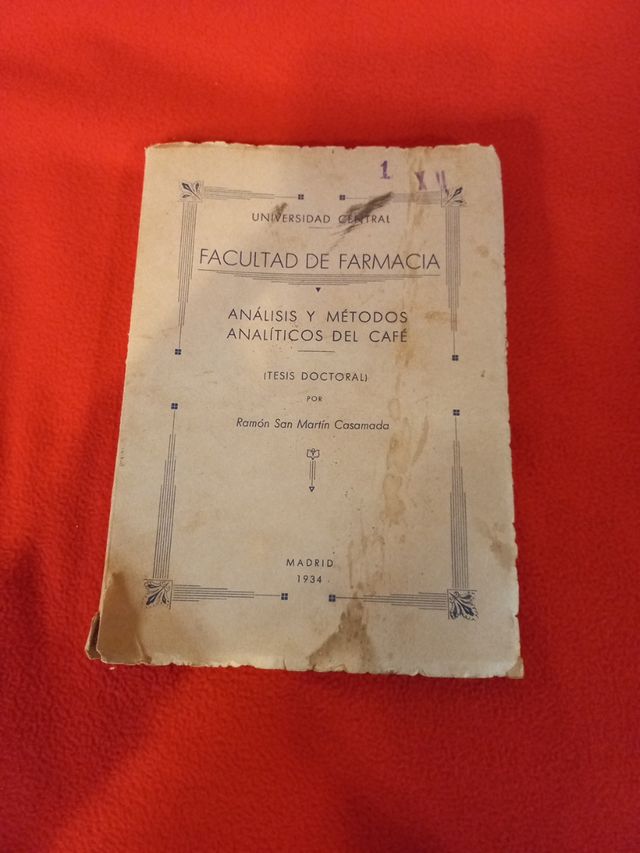 1 X 4
UNIVERSIDAD CENTRAL
FACULTAD DE FARMACIA
ANÁLISIS Y MÉTODOS
ANALÍTICOS DEL CAFÉ
(TESIS DOCTORAL)
POR
Ramón San Martín Casamada
MADRID
1934